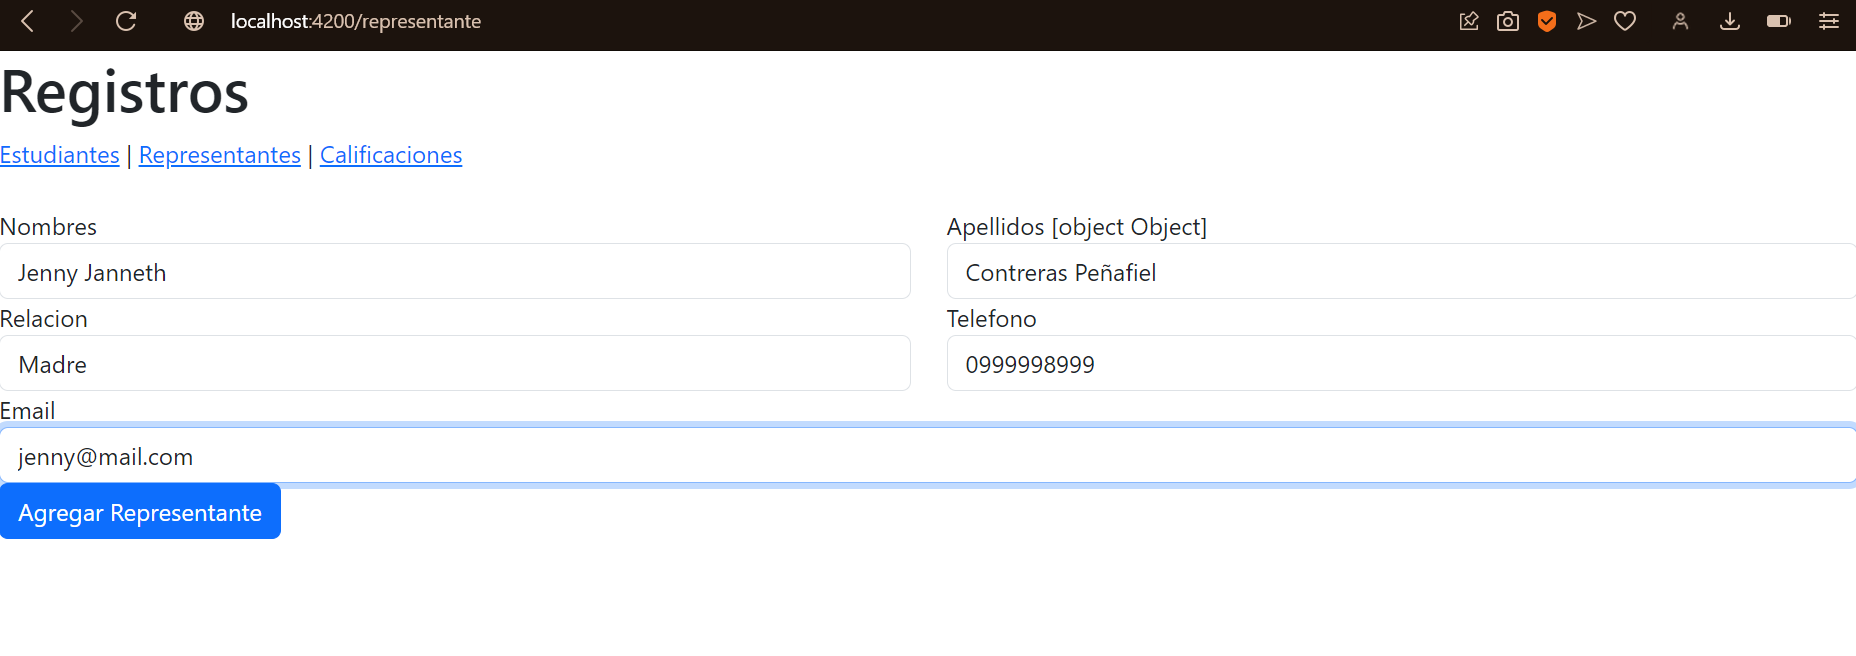 localhost:4200/representante
Registros
Estudiantes | Representantes | Calificaciones
Nombres
Apellidos [object Object]
Jenny Janneth
Contreras Peñafiel
Relacion
Telefono
Madre
0999998999
Email
jenny@mail.com
Agregar Representante